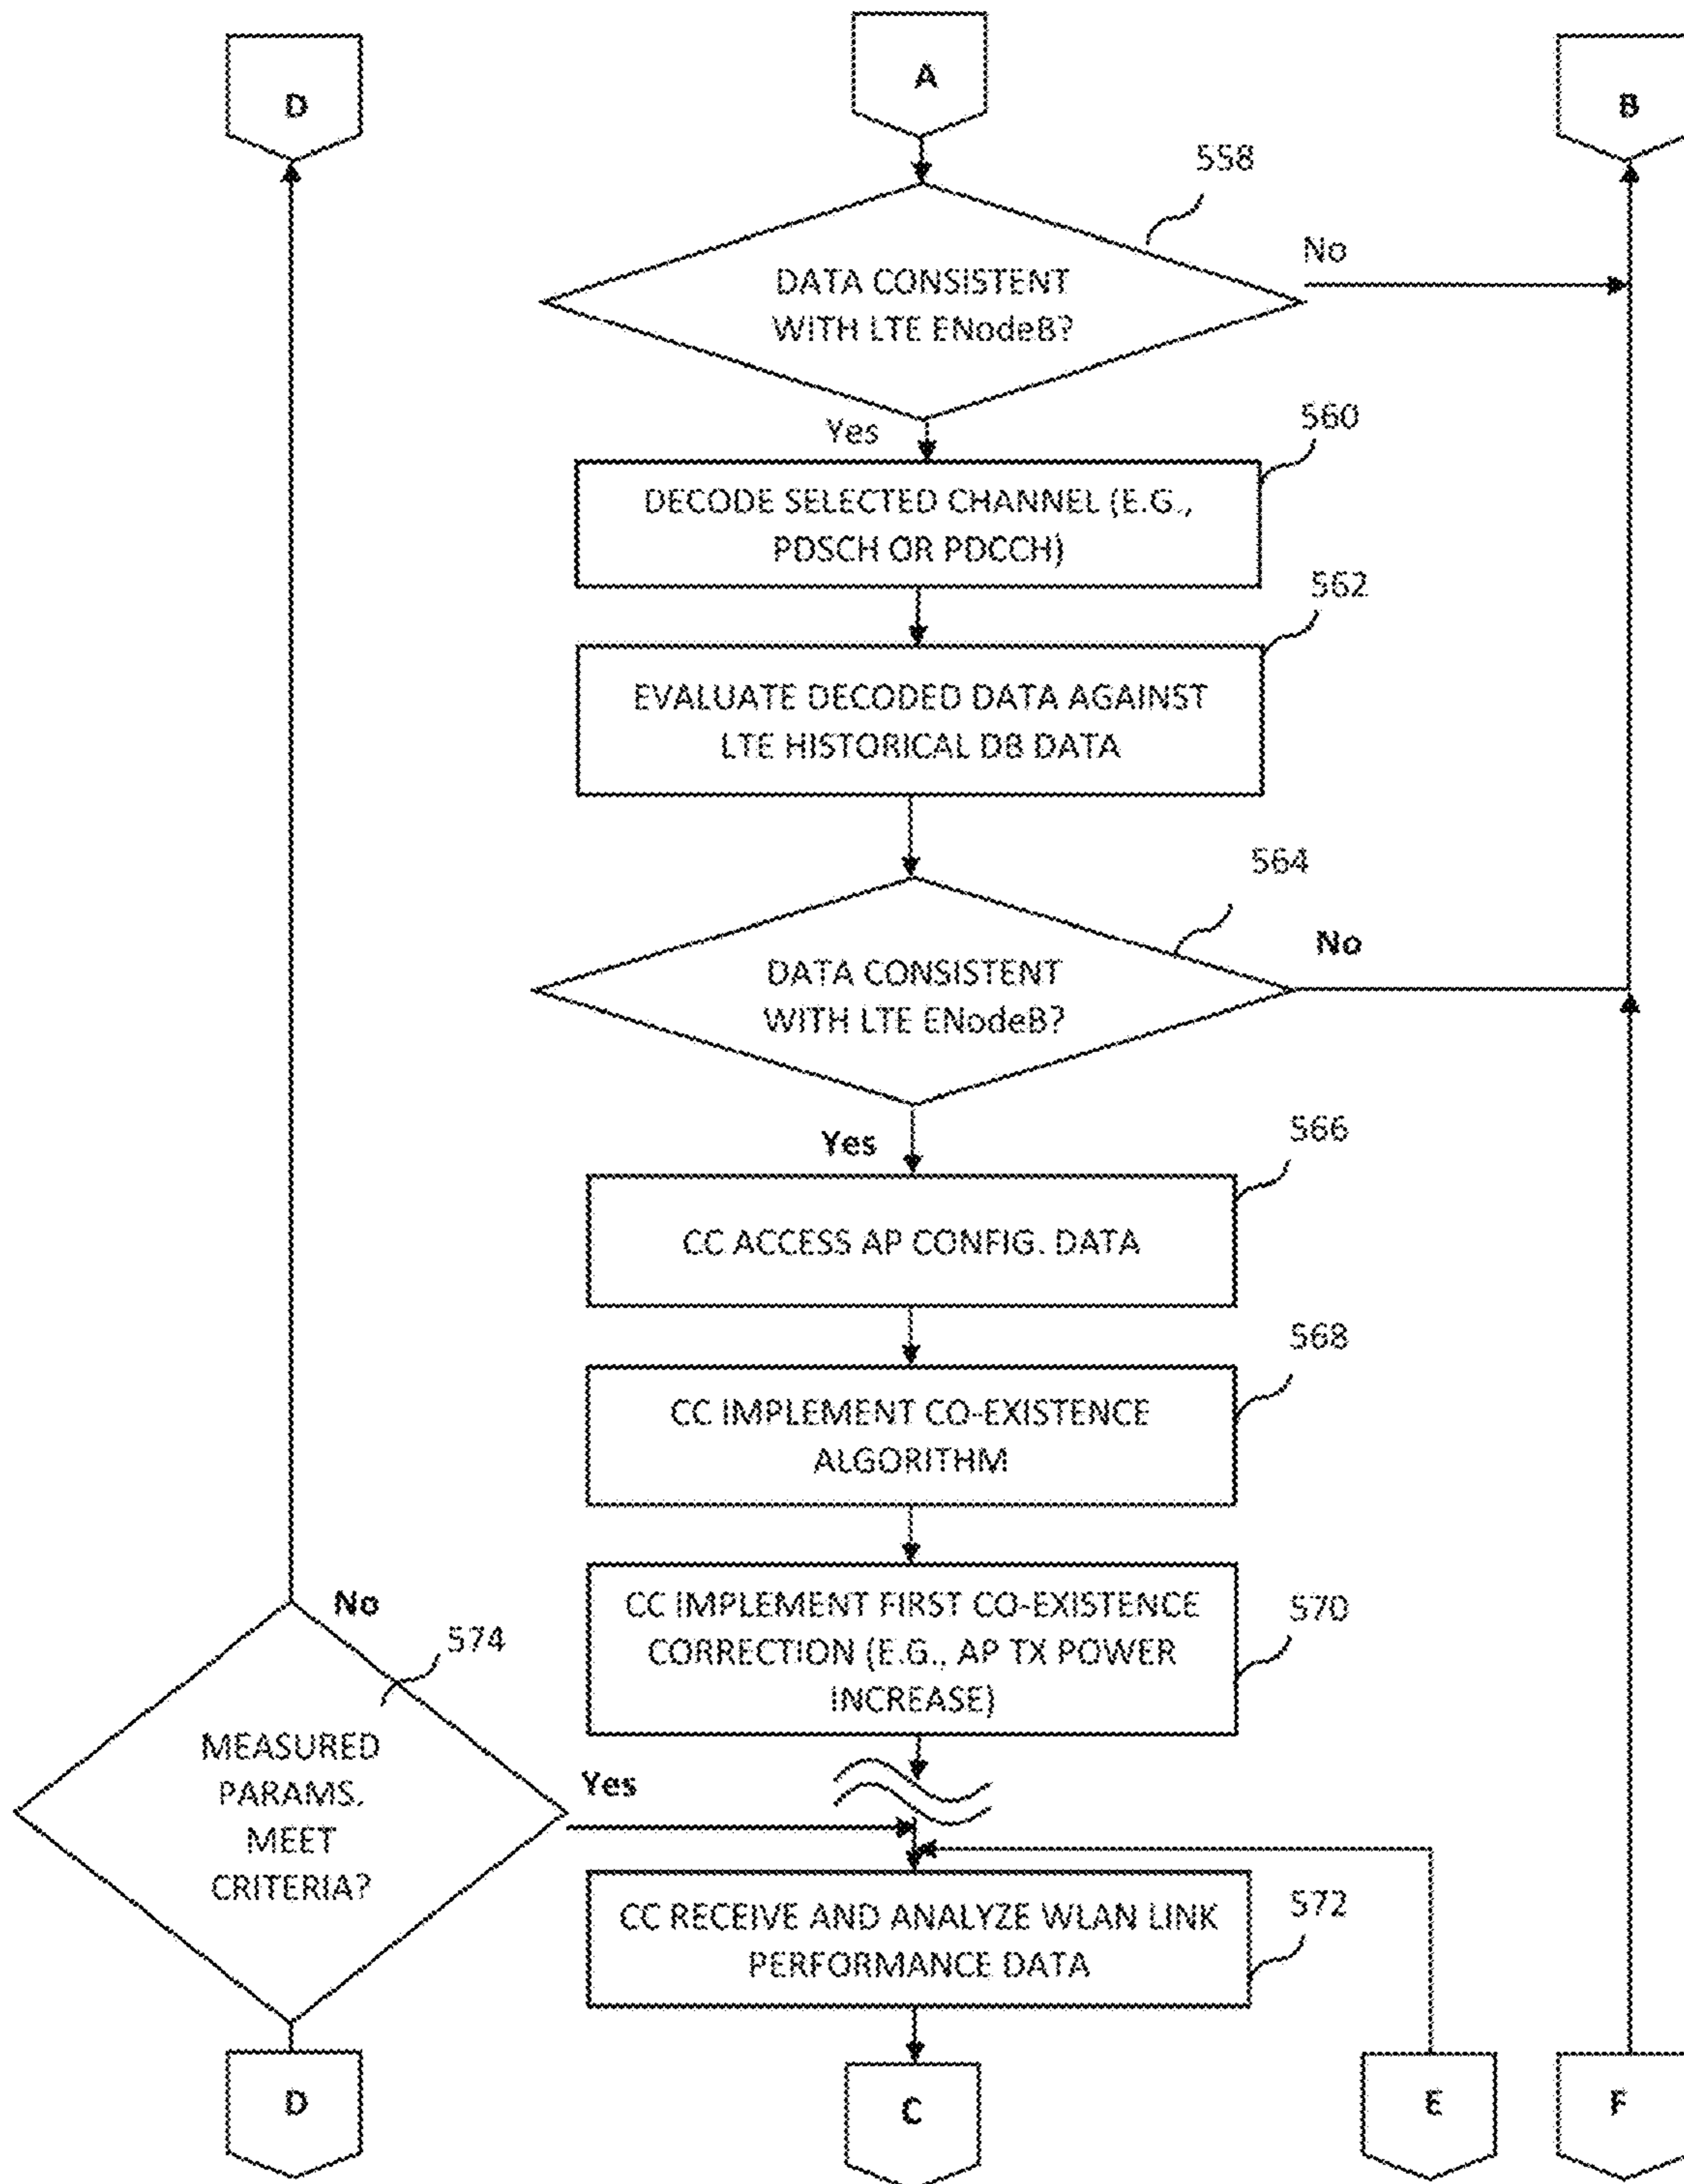 D
A
B
558
DATA CONSISTENT
WITH LTE ENodeB?
No
Yes
560
DECODE SELECTED CHANNEL (E.G.,
PDSCH OR PDCCH)
562
EVALUATE DECODED DATA AGAINST
LTE HISTORICAL DB DATA
564
DATA CONSISTENT
WITH LTE ENodeB?
No
Yes
566
CC ACCESS AP CONFIG. DATA
568
CC IMPLEMENT CO-EXISTENCE
ALGORITHM
570
CC IMPLEMENT FIRST CO-EXISTENCE
CORRECTION (E.G., AP TX POWER
INCREASE)
No
574
MEASURED
PARAMS.
MEET
CRITERIA?
Yes
572
CC RECEIVE AND ANALYZE WLAN LINK
PERFORMANCE DATA
D
C
E
F